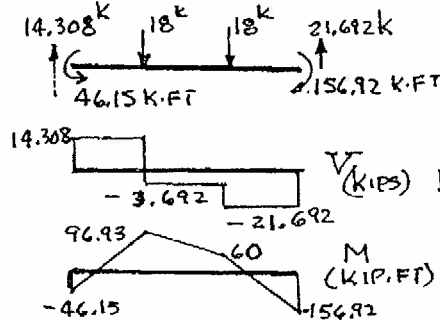 14.308ᵏ 18ᵏ 18ᵏ 21.692K
46.15 K.FT 156.92 K.FT
14.308
V
(KIPS)
-3.692
-21.692
96.93
60
M
(KIP.FT)
-46.15
-156.92